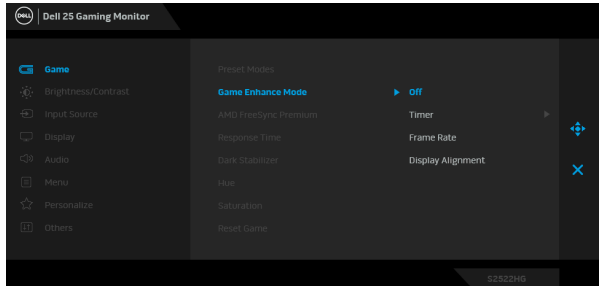 DELL Dell 25 Gaming Monitor
Game
Preset Modes
Brightness/Contrast
Game Enhance Mode
Off
Input Source
AMD FreeSync Premium
Timer
Display
Response Time
Frame Rate
Audio
Dark Stabilizer
Display Alignment
Menu
Hue
Personalize
Saturation
Others
Reset Game
S2522HG